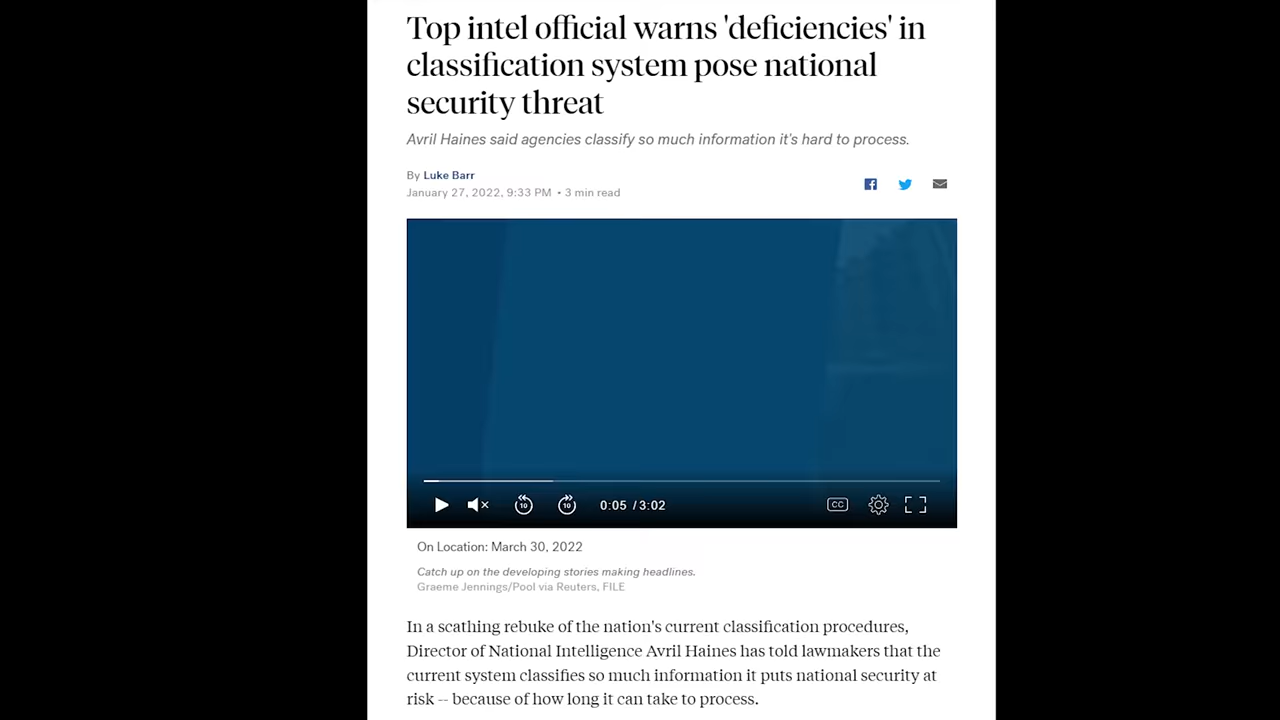 Top intel official warns 'deficiencies' in
classification system pose national
security threat
Avril Haines said agencies classify so much information it's hard to process.
By Luke Barr
January 27, 2022, 9:33 PM • 3 min read
10
10
0:05 / 3:02
CC
On Location: March 30, 2022
Catch up on the developing stories making headlines.
Graeme Jennings/Pool via Reuters, FILE
In a scathing rebuke of the nation's current classification procedures,
Director of National Intelligence Avril Haines has told lawmakers that the
current system classifies so much information it puts national security at
risk -- because of how long it can take to process.